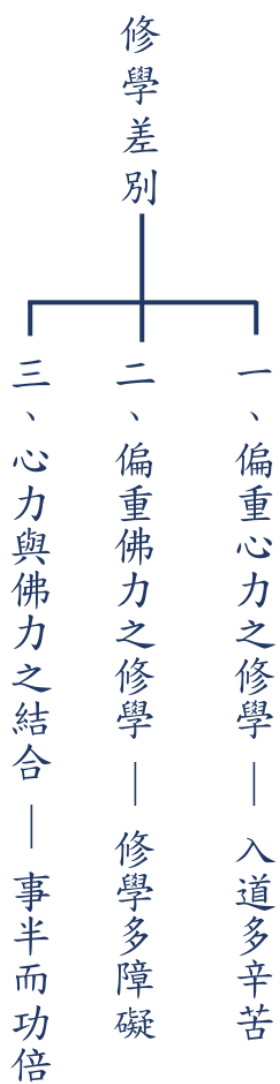 修學差別
一、偏重心力之修學 — 入道多辛苦
二、偏重佛力之修學 — 修學多障礙
三、心力與佛力之結合 — 事半而功倍